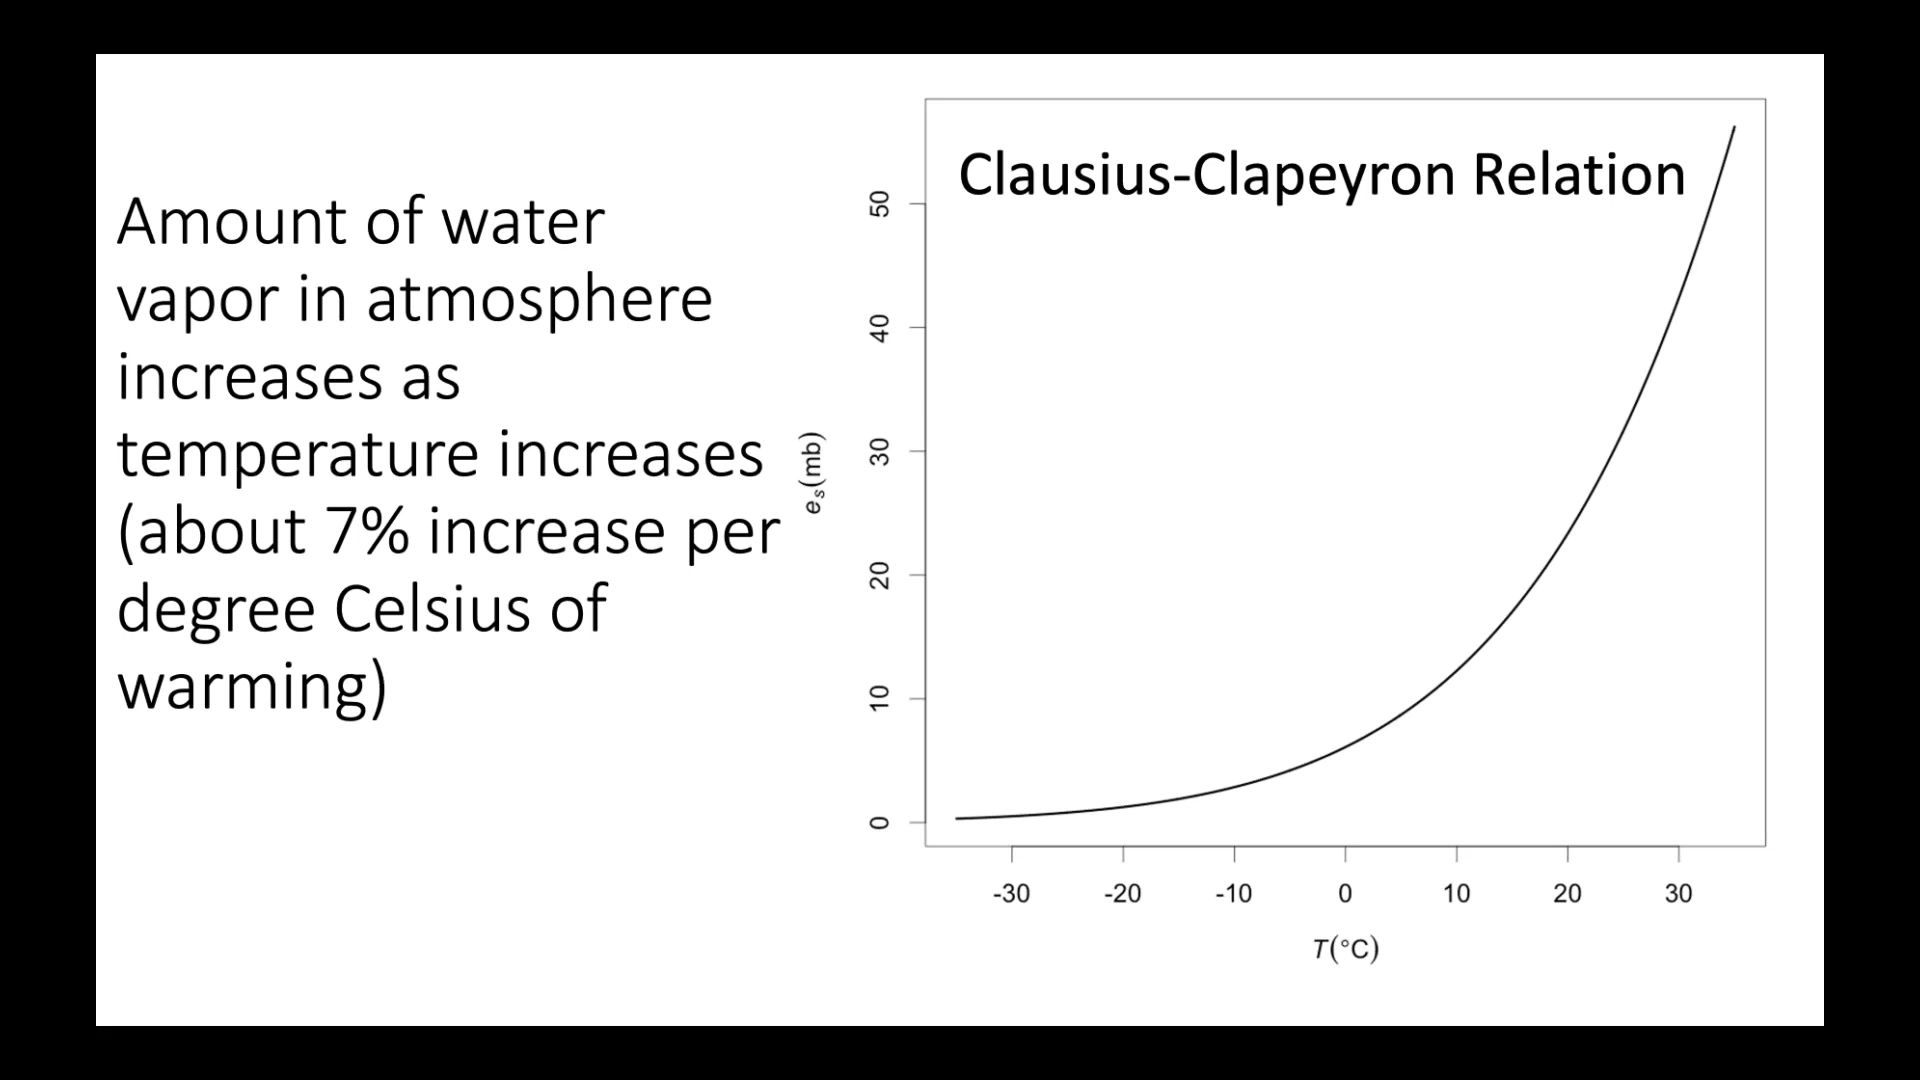 Amount of water
vapor in atmosphere
increases as
temperature increases
(about 7% increase per
degree Celsius of
warming)
Clausius-Clapeyron Relation
50
40
30
20
10
0
es(mb)
-30 -20 -10 0 10 20 30
T(°C)